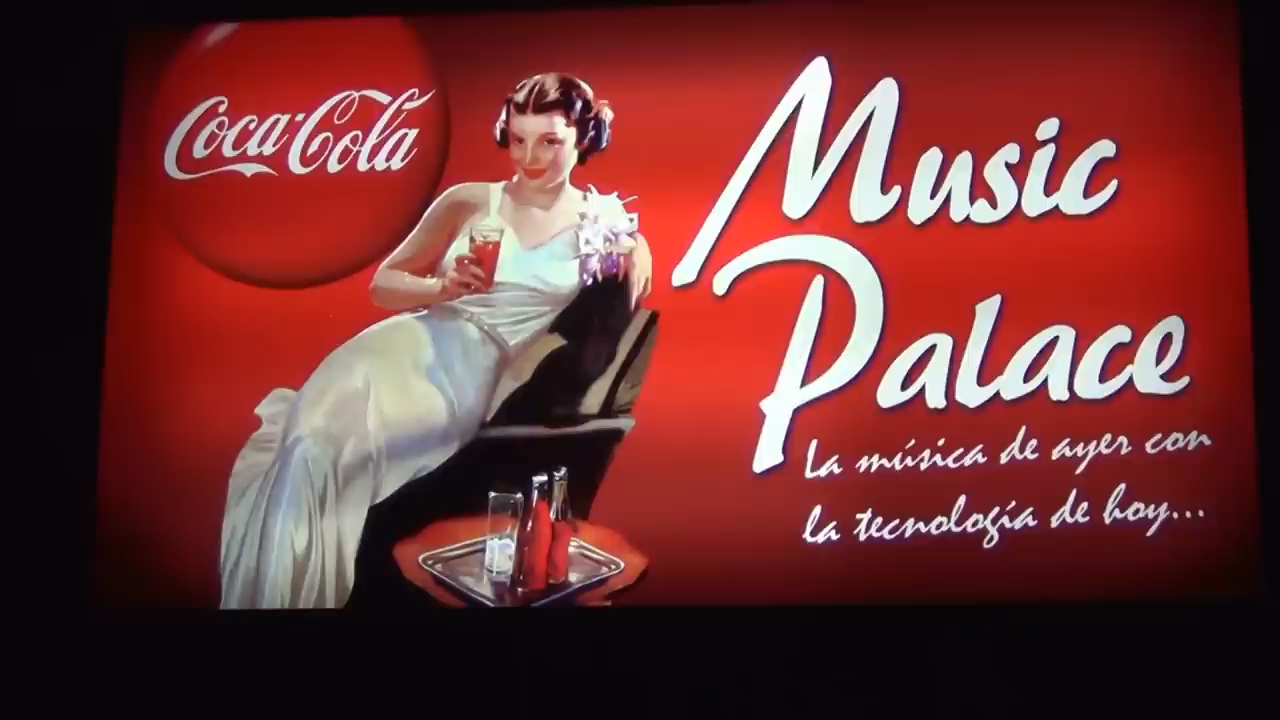 Coca-Cola
Music
Palace
La música de ayer con
la tecnología de hoy...